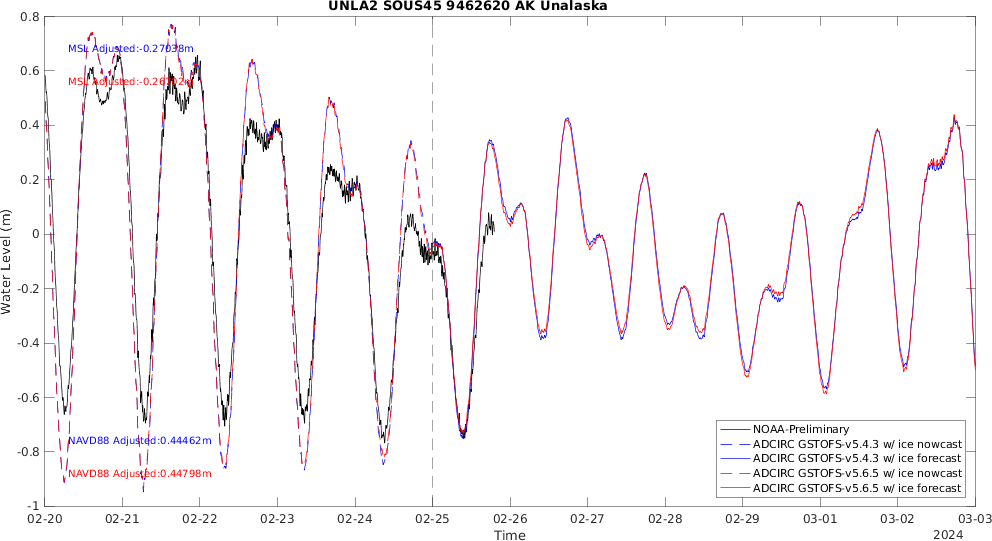 UNLA2 SOUS45 9462620 AK Unalaska
0.8
0.6
0.4
0.2
0
-0.2
-0.4
-0.6
-0.8
-1
Water Level (m)
MSL Adjusted:-0.27038m
MSL
NAVD88 Adjusted:0.44462m
NAVD88 Adjusted:0.44798m
NOAA-Preliminary
ADCIRC GSTOFS-v5.4.3 w/ ice nowcast
ADCIRC GSTOFS-v5.4.3 w/ ice forecast
ADCIRC GSTOFS-v5.6.5 w/ ice nowcast
ADCIRC GSTOFS-v5.6.5 w/ ice forecast
02-20 02-21 02-22 02-23 02-24 02-25 02-26 02-27 02-28 02-29 03-01 03-02 03-03
Time
2024